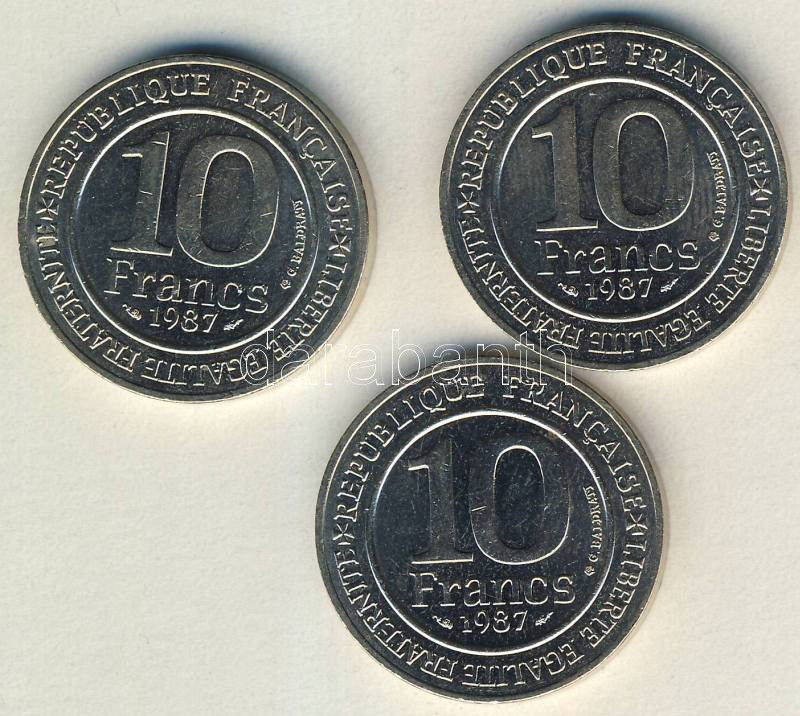 REPUBLIQUE FRANÇAISE
LIBERTE EGALITE FRATERNITE
10
Francs
1987
REPUBLIQUE FRANÇAISE
LIBERTE EGALITE FRATERNITE
10
Francs
1987
darabanth
REPUBLIQUE FRANÇAISE
LIBERTE EGALITE FRATERNITE
10
Francs
1987